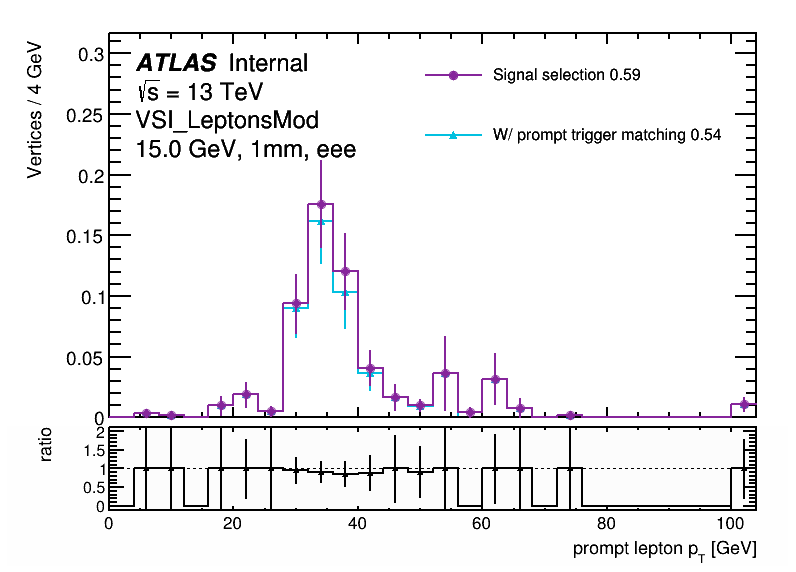 Vertices / 4 GeV
0.3
0.25
0.2
0.15
0.1
0.05
0
ATLAS Internal
√s = 13 TeV
VSI_LeptonsMod
15.0 GeV, 1mm, eee
Signal selection 0.59
W/ prompt trigger matching 0.54
ratio
2
1.5
1
0.5
0
0 20 40 60 80 100
prompt lepton p_T [GeV]